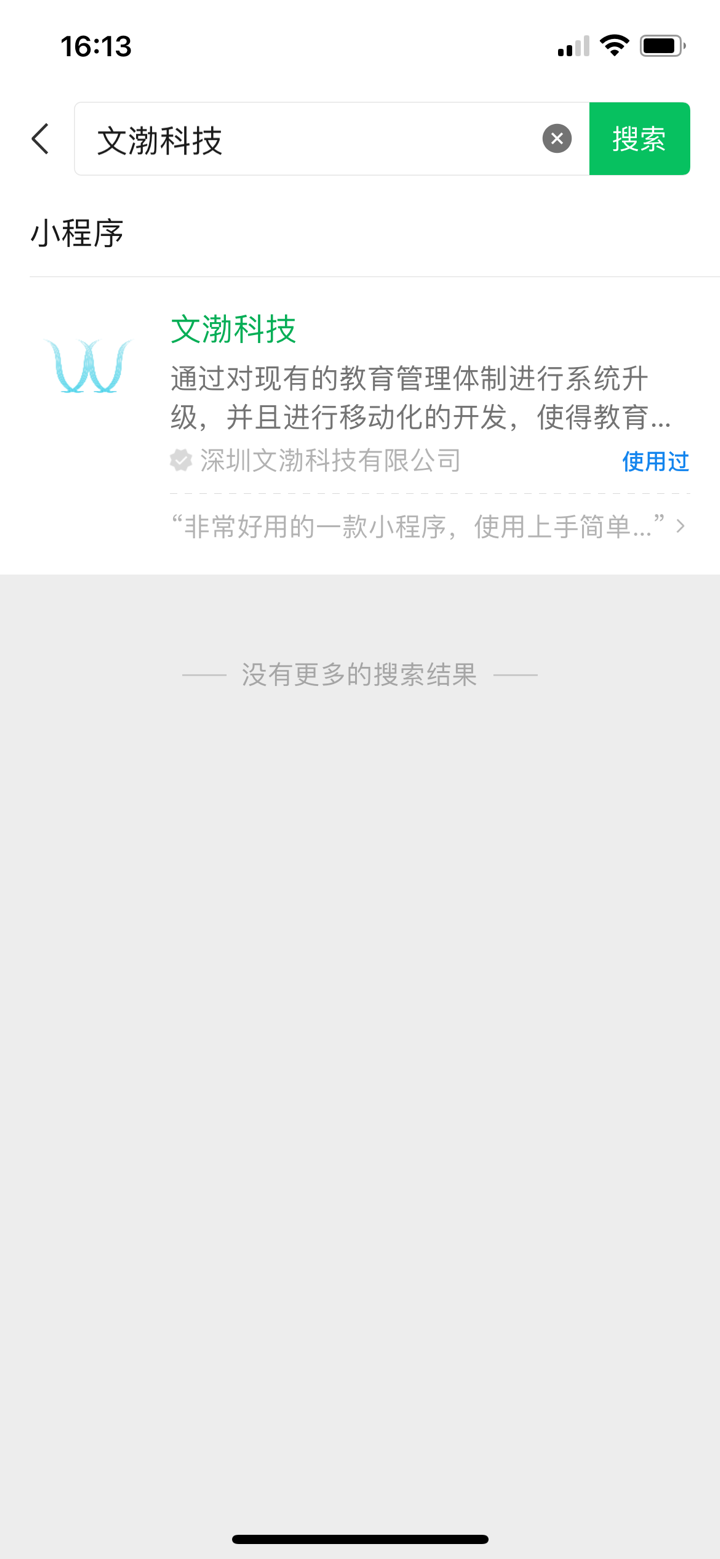 16:13
文渤科技
搜索
小程序
文渤科技
通过对现有的教育管理体制进行系统升
级，并且进行移动化的开发，使得教育...
深圳文渤科技有限公司
使用过
“非常好用的一款小程序，使用上手简单...”
没有更多的搜索结果